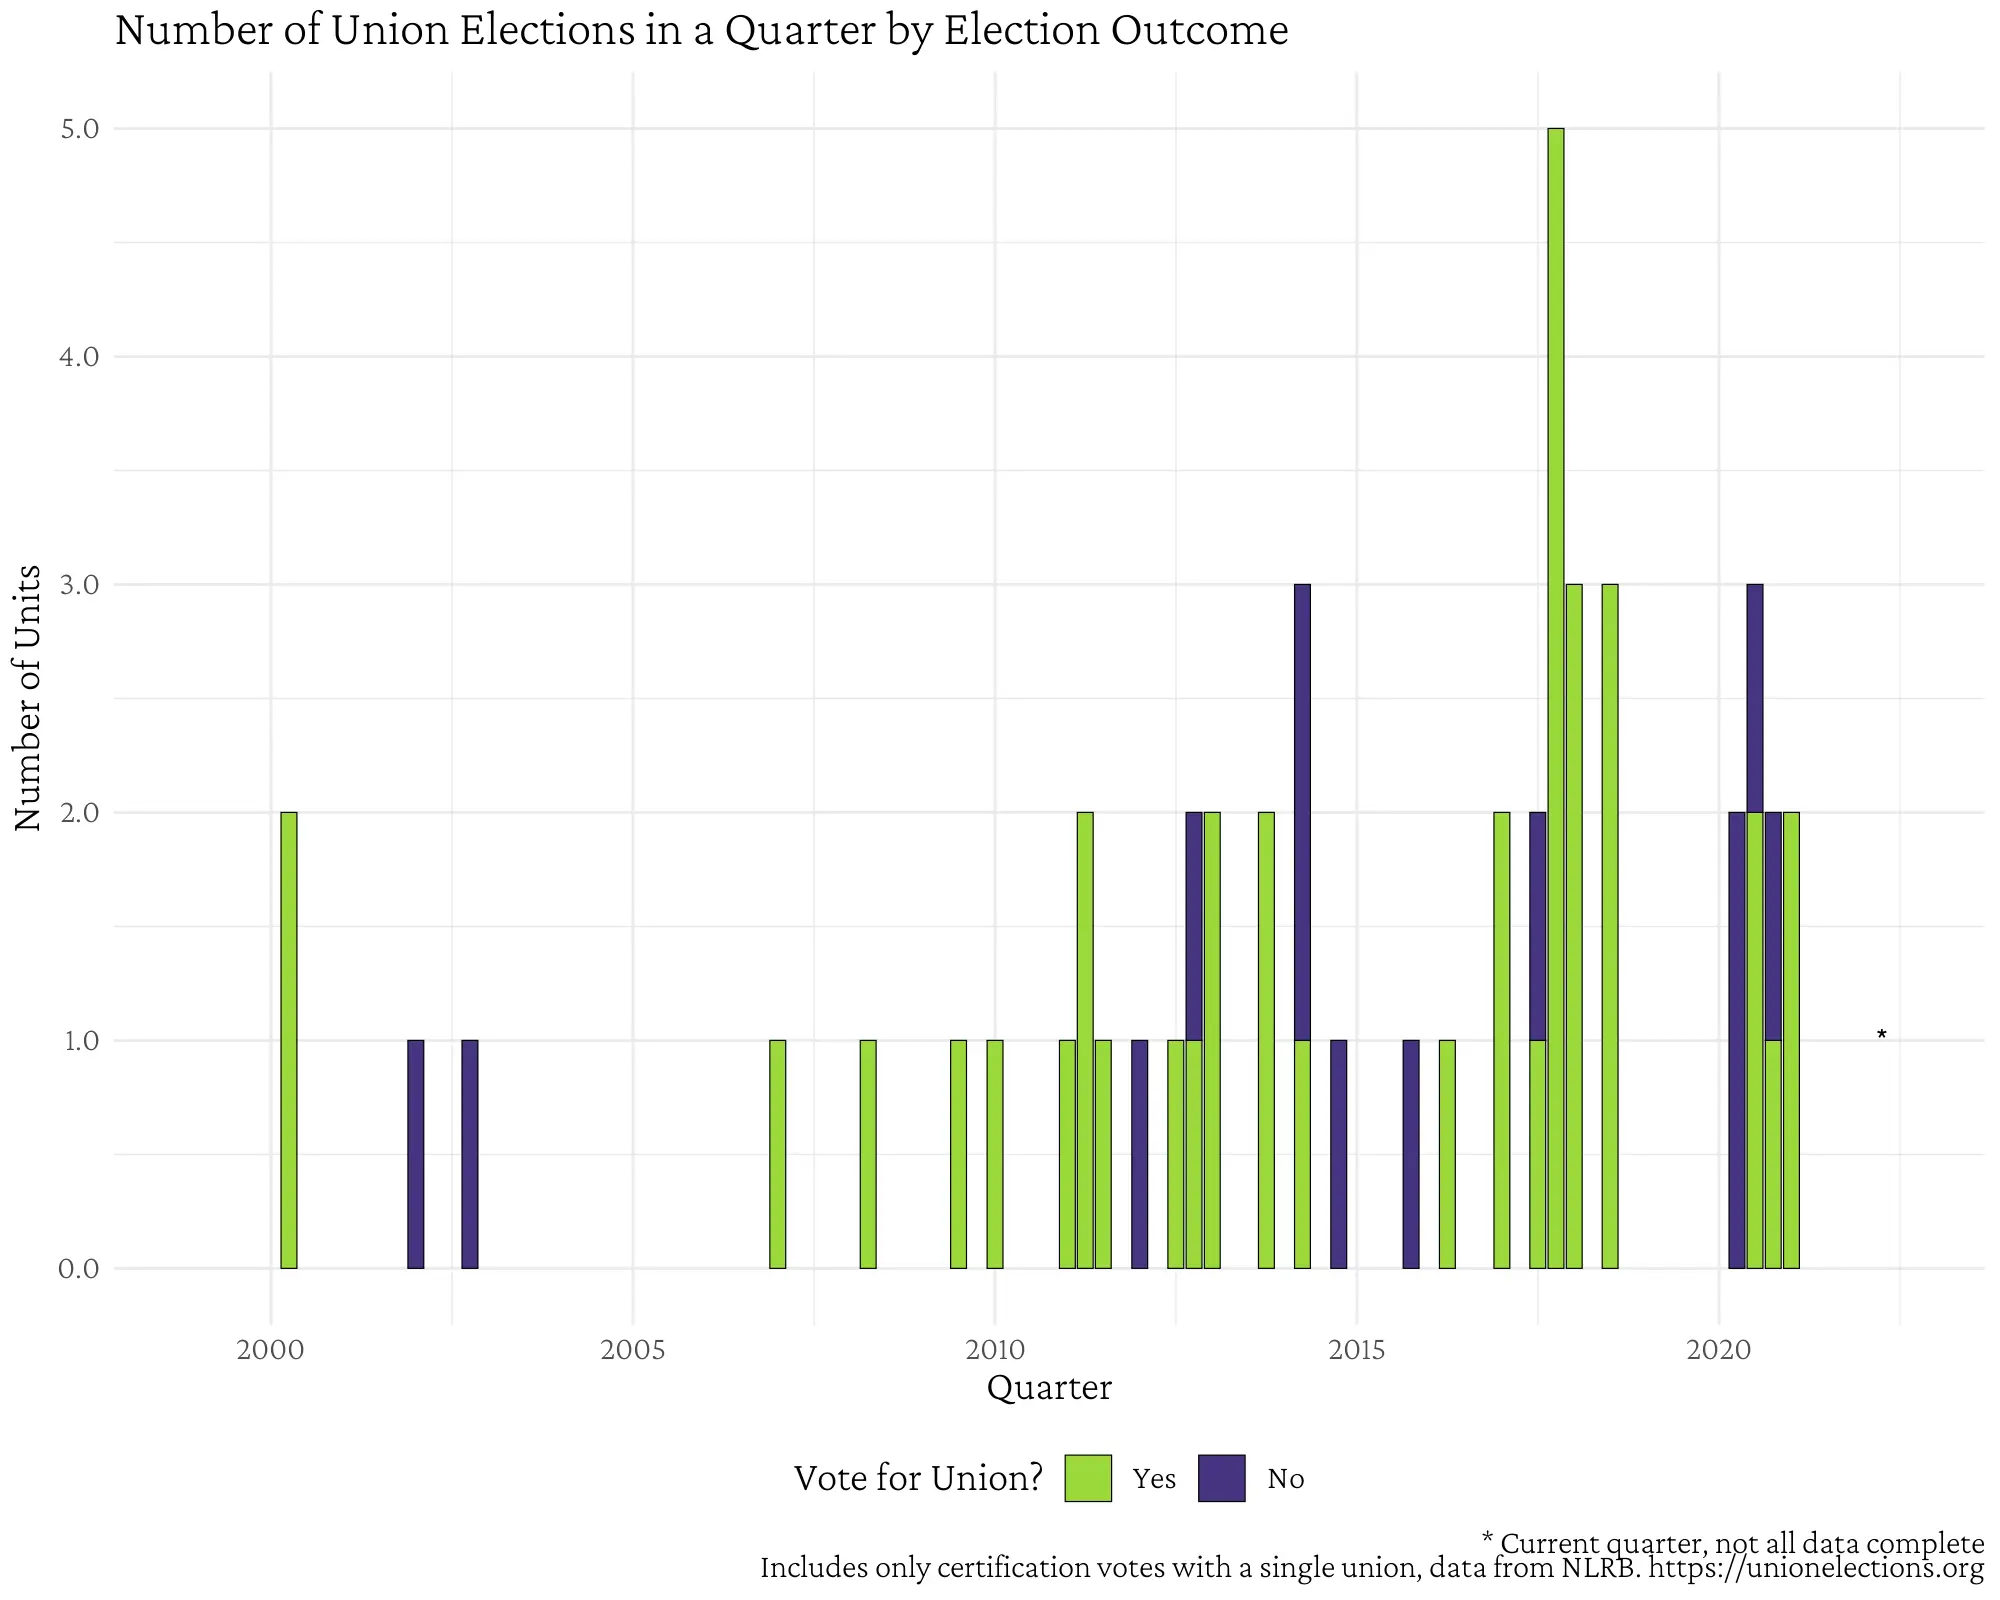 Number of Union Elections in a Quarter by Election Outcome
5.0
4.0
3.0
2.0
1.0
0.0
Number of Units
*
2000 2005 2010 2015 2020
Quarter
Vote for Union? Yes No
* Current quarter, not all data complete
Includes only certification votes with a single union, data from NLRB. https://unionelections.org